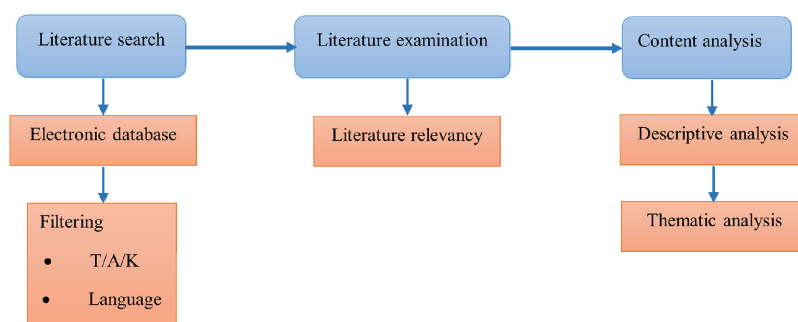 Literature search
Literature examination
Content analysis
Electronic database
Literature relevancy
Descriptive analysis
Filtering
• T/A/K
• Language
Thematic analysis